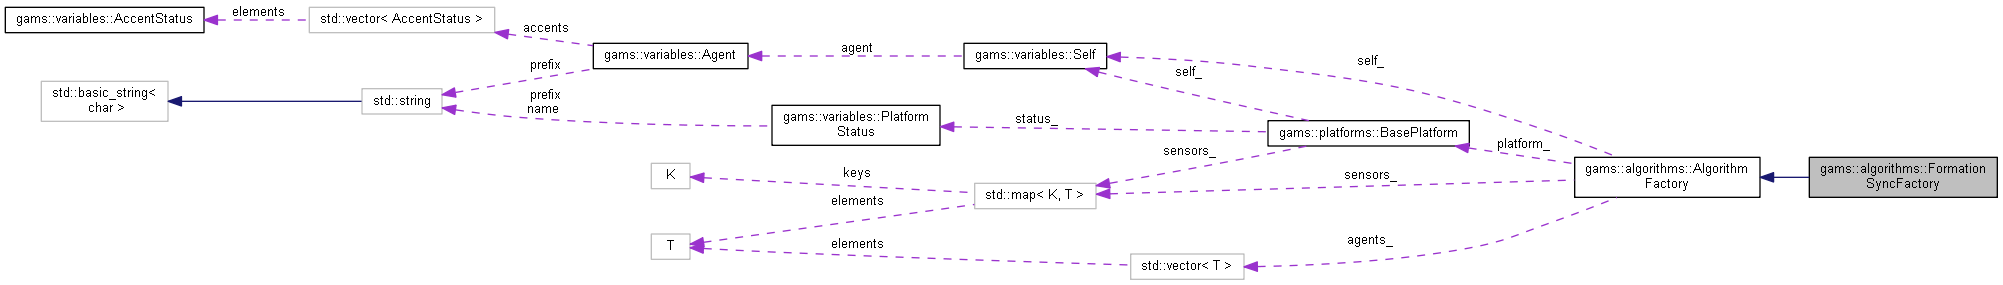 gams::variables::AccentStatus
elements
std::vector< AccentStatus >
accents
gams::variables::Agent
agent
gams::variables::Self
self_
prefix
self_
std::basic_string<
char >
std::string
prefix
name
gams::variables::Platform
Status
status_
gams::platforms::BasePlatform
platform_
sensors_
K
keys
std::map< K, T >
sensors_
gams::algorithms::Algorithm
Factory
gams::algorithms::Formation
SyncFactory
elements
T
elements
agents_
std::vector< T >